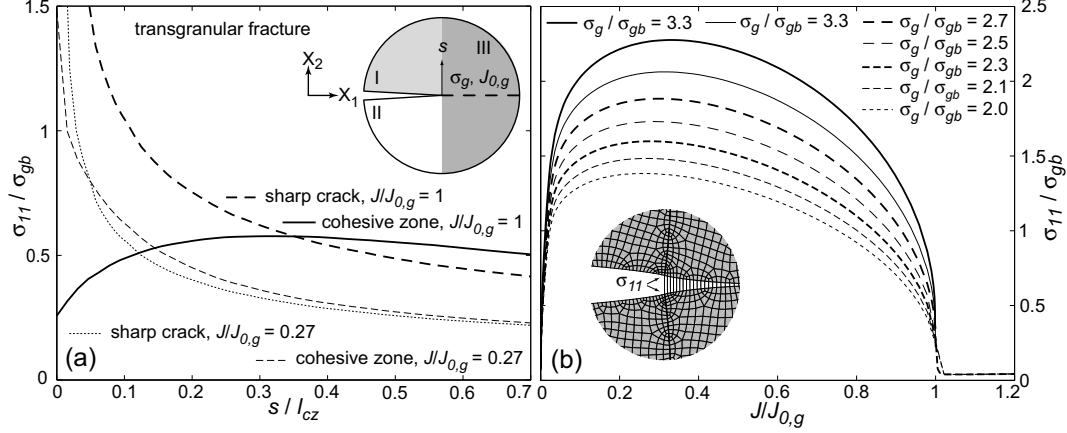 1.5
1
0.5
0
σ11 / σgb
transgranular fracture
X2
X1
I
II
III
s
σg, J0,g
sharp crack, J/J0,g = 1
cohesive zone, J/J0,g = 1
sharp crack, J/J0,g = 0.27
cohesive zone, J/J0,g = 0.27
(a)
0 0.1 0.2 0.3 0.4 0.5 0.6 0.7
s / lcz
σg / σgb = 3.3
σg / σgb = 3.3
σg / σgb = 2.7
σg / σgb = 2.5
σg / σgb = 2.3
σg / σgb = 2.1
σg / σgb = 2.0
σ11
(b)
2.5
2
1.5
1
0.5
0
σ11 / σgb
0 0.2 0.4 0.6 0.8 1 1.2
J/J0,g